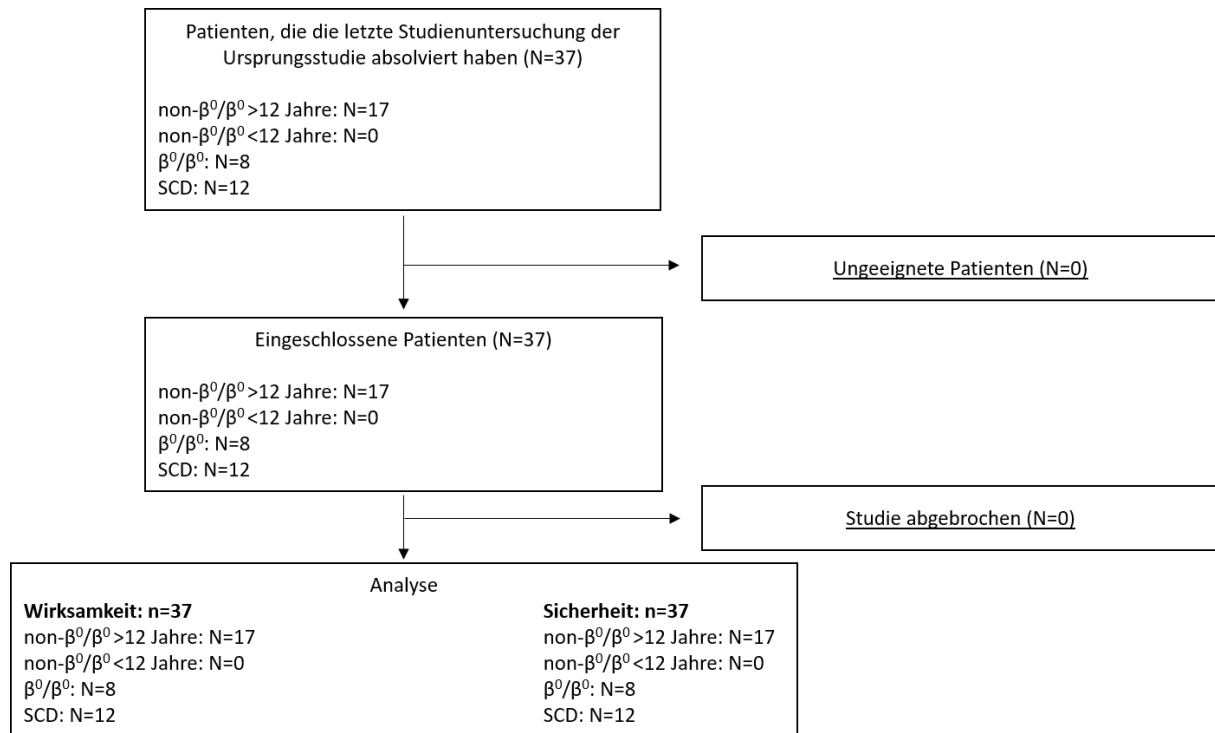 Patienten, die die letzte Studienuntersuchung der
Ursprungsstudie absolviert haben (N=37)
non-β⁰/β⁰ >12 Jahre: N=17
non-β⁰/β⁰ <12 Jahre: N=0
β⁰/β⁰: N=8
SCD: N=12
Ungeeignete Patienten (N=0)
Eingeschlossene Patienten (N=37)
non-β⁰/β⁰ >12 Jahre: N=17
non-β⁰/β⁰ <12 Jahre: N=0
β⁰/β⁰: N=8
SCD: N=12
Studie abgebrochen (N=0)
Analyse
Wirksamkeit: n=37
non-β⁰/β⁰ >12 Jahre: N=17
non-β⁰/β⁰ <12 Jahre: N=0
β⁰/β⁰: N=8
SCD: N=12
Sicherheit: n=37
non-β⁰/β⁰ >12 Jahre: N=17
non-β⁰/β⁰ <12 Jahre: N=0
β⁰/β⁰: N=8
SCD: N=12